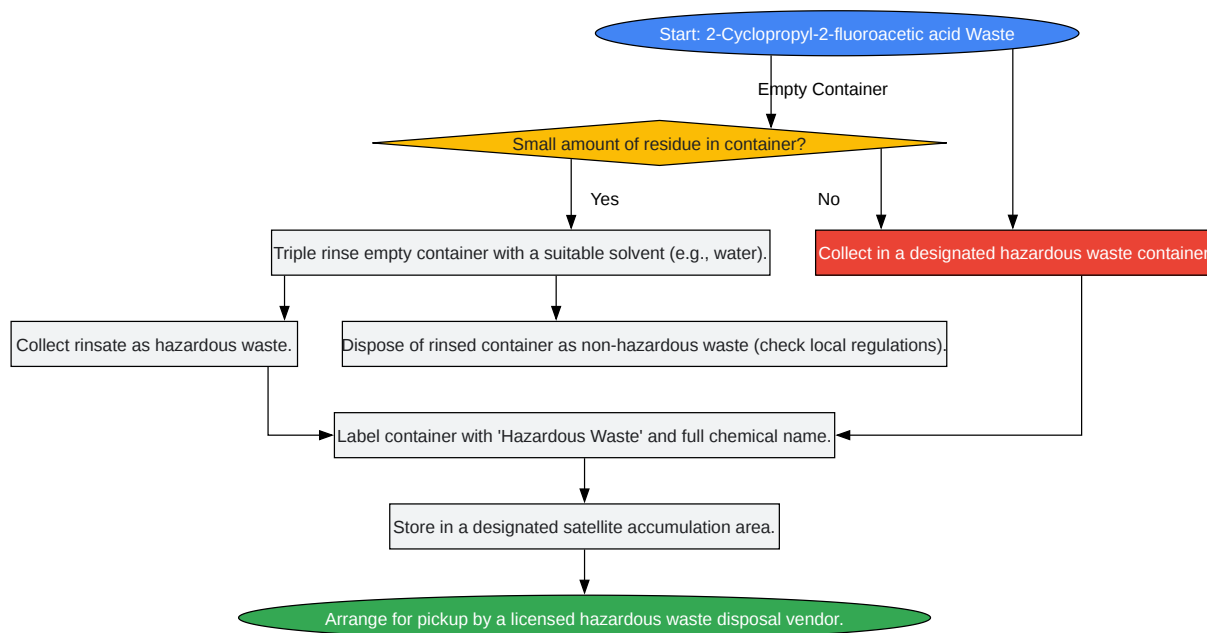 Start: 2-Cyclopropyl-2-fluoroacetic acid Waste
Empty Container
Small amount of residue in container?
Yes
No
Triple rinse empty container with a suitable solvent (e.g., water).
Collect in a designated hazardous waste container
Collect rinsate as hazardous waste.
Dispose of rinsed container as non-hazardous waste (check local regulations).
Label container with 'Hazardous Waste' and full chemical name.
Store in a designated satellite accumulation area.
Arrange for pickup by a licensed hazardous waste disposal vendor.